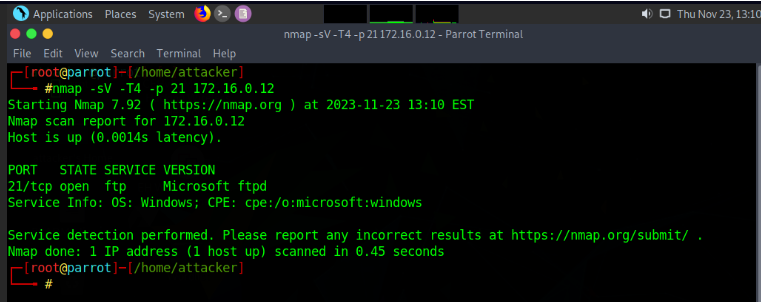 Applications Places System Thu Nov 23, 13:10
nmap -sV -T4 -p 21 172.16.0.12 - Parrot Terminal
File Edit View Search Terminal Help
┌─[root@parrot]─[/home/attacker]
└──╼ #nmap -sV -T4 -p 21 172.16.0.12
Starting Nmap 7.92 ( https://nmap.org ) at 2023-11-23 13:10 EST
Nmap scan report for 172.16.0.12
Host is up (0.0014s latency).
PORT   STATE SERVICE VERSION
21/tcp open  ftp     Microsoft ftpd
Service Info: OS: Windows; CPE: cpe:/o:microsoft:windows
Service detection performed. Please report any incorrect results at https://nmap.org/submit/ .
Nmap done: 1 IP address (1 host up) scanned in 0.45 seconds
┌─[root@parrot]─[/home/attacker]
└──╼ #